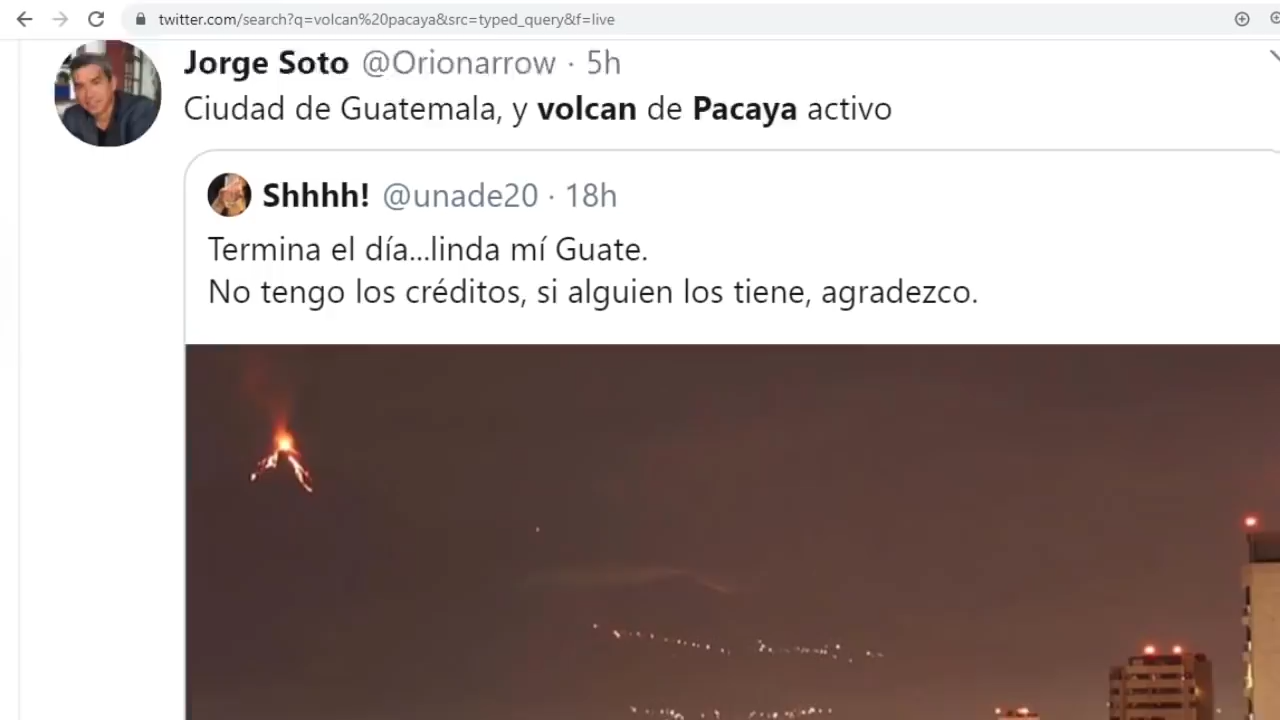 twitter.com/search?q=volcan%20pacaya&src=typed_query&f=live
Jorge Soto @Orionarrow · 5h
Ciudad de Guatemala, y volcan de Pacaya activo
Shhhh! @unade20 · 18h
Termina el día...linda mí Guate.
No tengo los créditos, si alguien los tiene, agradezco.